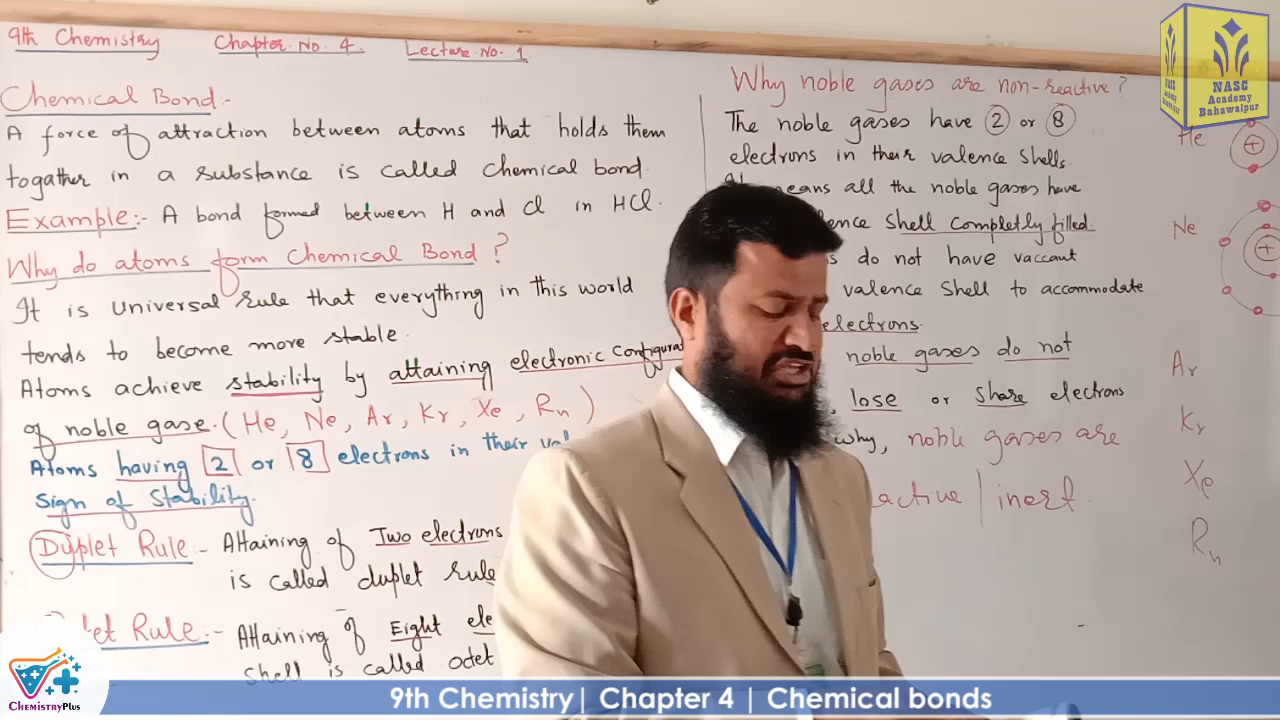 9th Chemistry Chapter No. 4 Lecture No. 1
Chemical Bond:-
A force of attraction between atoms that holds them
togather in a substance is called chemical bond.
Example:- A bond formed between H and Cl in HCl.
Why do atoms form Chemical Bond?
It is universal rule that everything in this world
tends to become more stable.
Atoms achieve stability by attaining electronic
of noble gase. (He, Ne, Ar, Kr, Xe, Rn)
Atoms having 2 or 8 electrons in their
Sign of Stability.
Duplet Rule:- Attaining of Two electrons
is called duplet rule
Rule:- Attaining of Eight
Shell is called octet
Why noble gases are non-reactive?
The noble gases have 2 or 8
electrons in their valence shells.
means all the noble gases have
shell completly filled.
do not have vaccant
valence shell to accommodate
electrons.
noble gases do not
lose or share electrons
why, noble gases are
/ inert.
He
Ne
Ar
Kr
Xe
Rn
NASC
Academy
Bahawalpur
ChemistryPlus
9th Chemistry| Chapter 4 | Chemical bonds